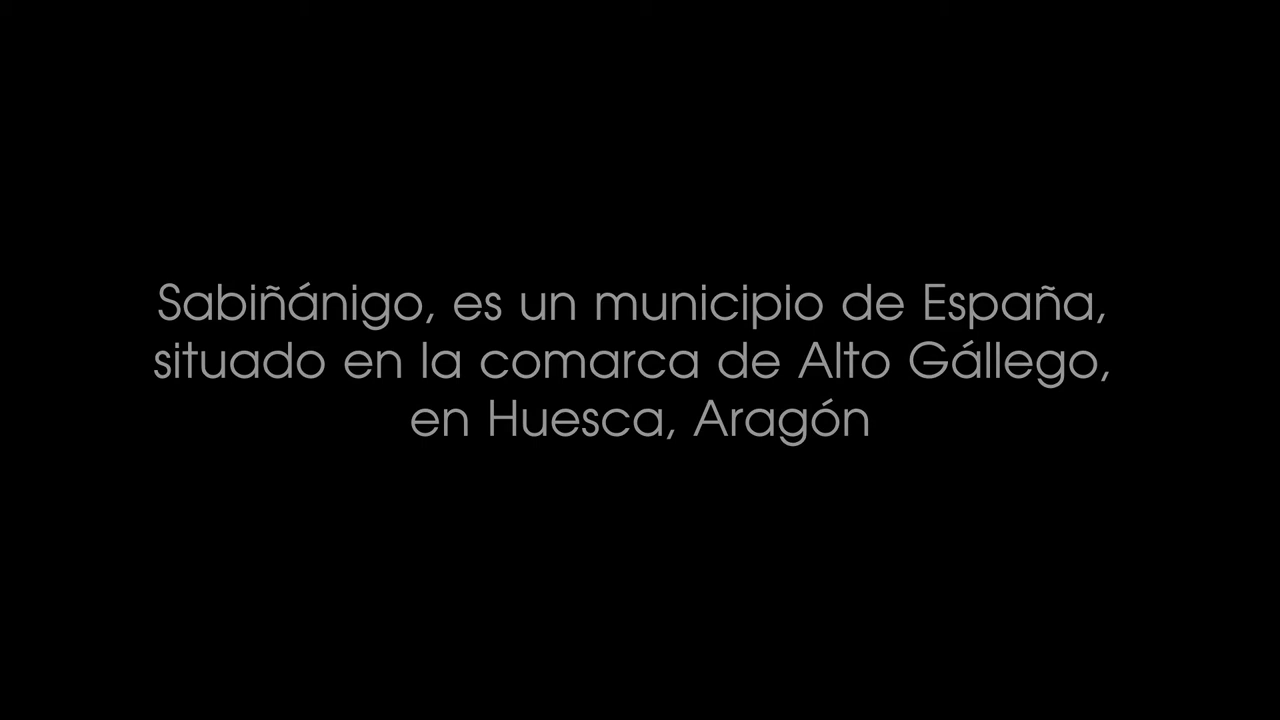 Sabiñánigo, es un municipio de España,
situado en la comarca de Alto Gállego,
en Huesca, Aragón